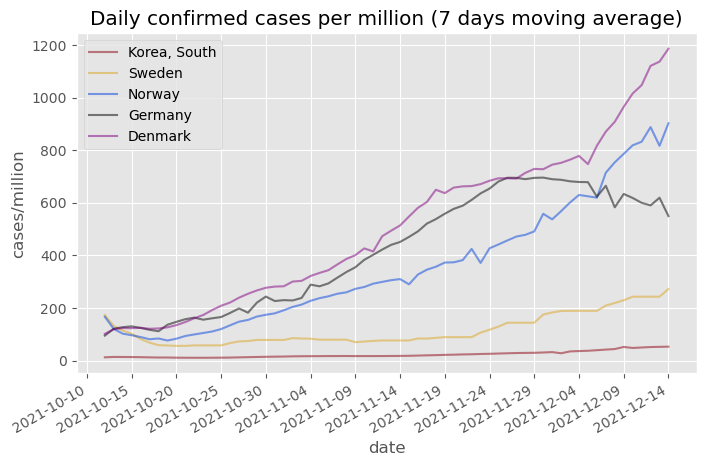 Daily confirmed cases per million (7 days moving average)
Korea, South
Sweden
Norway
Germany
Denmark
1200
1000
800
600
400
200
0
cases/million
2021-10-10
2021-10-15
2021-10-20
2021-10-25
2021-10-30
2021-11-04
2021-11-09
2021-11-14
2021-11-19
2021-11-24
2021-11-29
2021-12-04
2021-12-09
2021-12-14
date